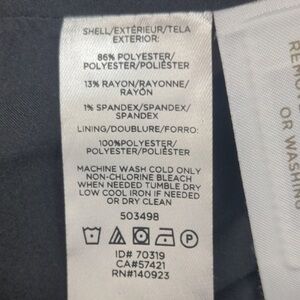 SHELL/EXTÉRIEUR/TELA
EXTERIOR:
86% POLYESTER/
POLYESTER/POLIÉSTER
13% RAYON/RAYONNE/
RAYÓN
1% SPANDEX/SPANDEX/
SPANDEX
LINING/DOUBLURE/FORRO:
100%POLYESTER/
POLYESTER/POLIÉSTER
MACHINE WASH COLD ONLY
NON-CHLORINE BLEACH
WHEN NEEDED TUMBLE DRY
LOW COOL IRON IF NEEDED
OR DRY CLEAN
503498
ID# 70319
CA#57421
RN#140923
OR WASHIN